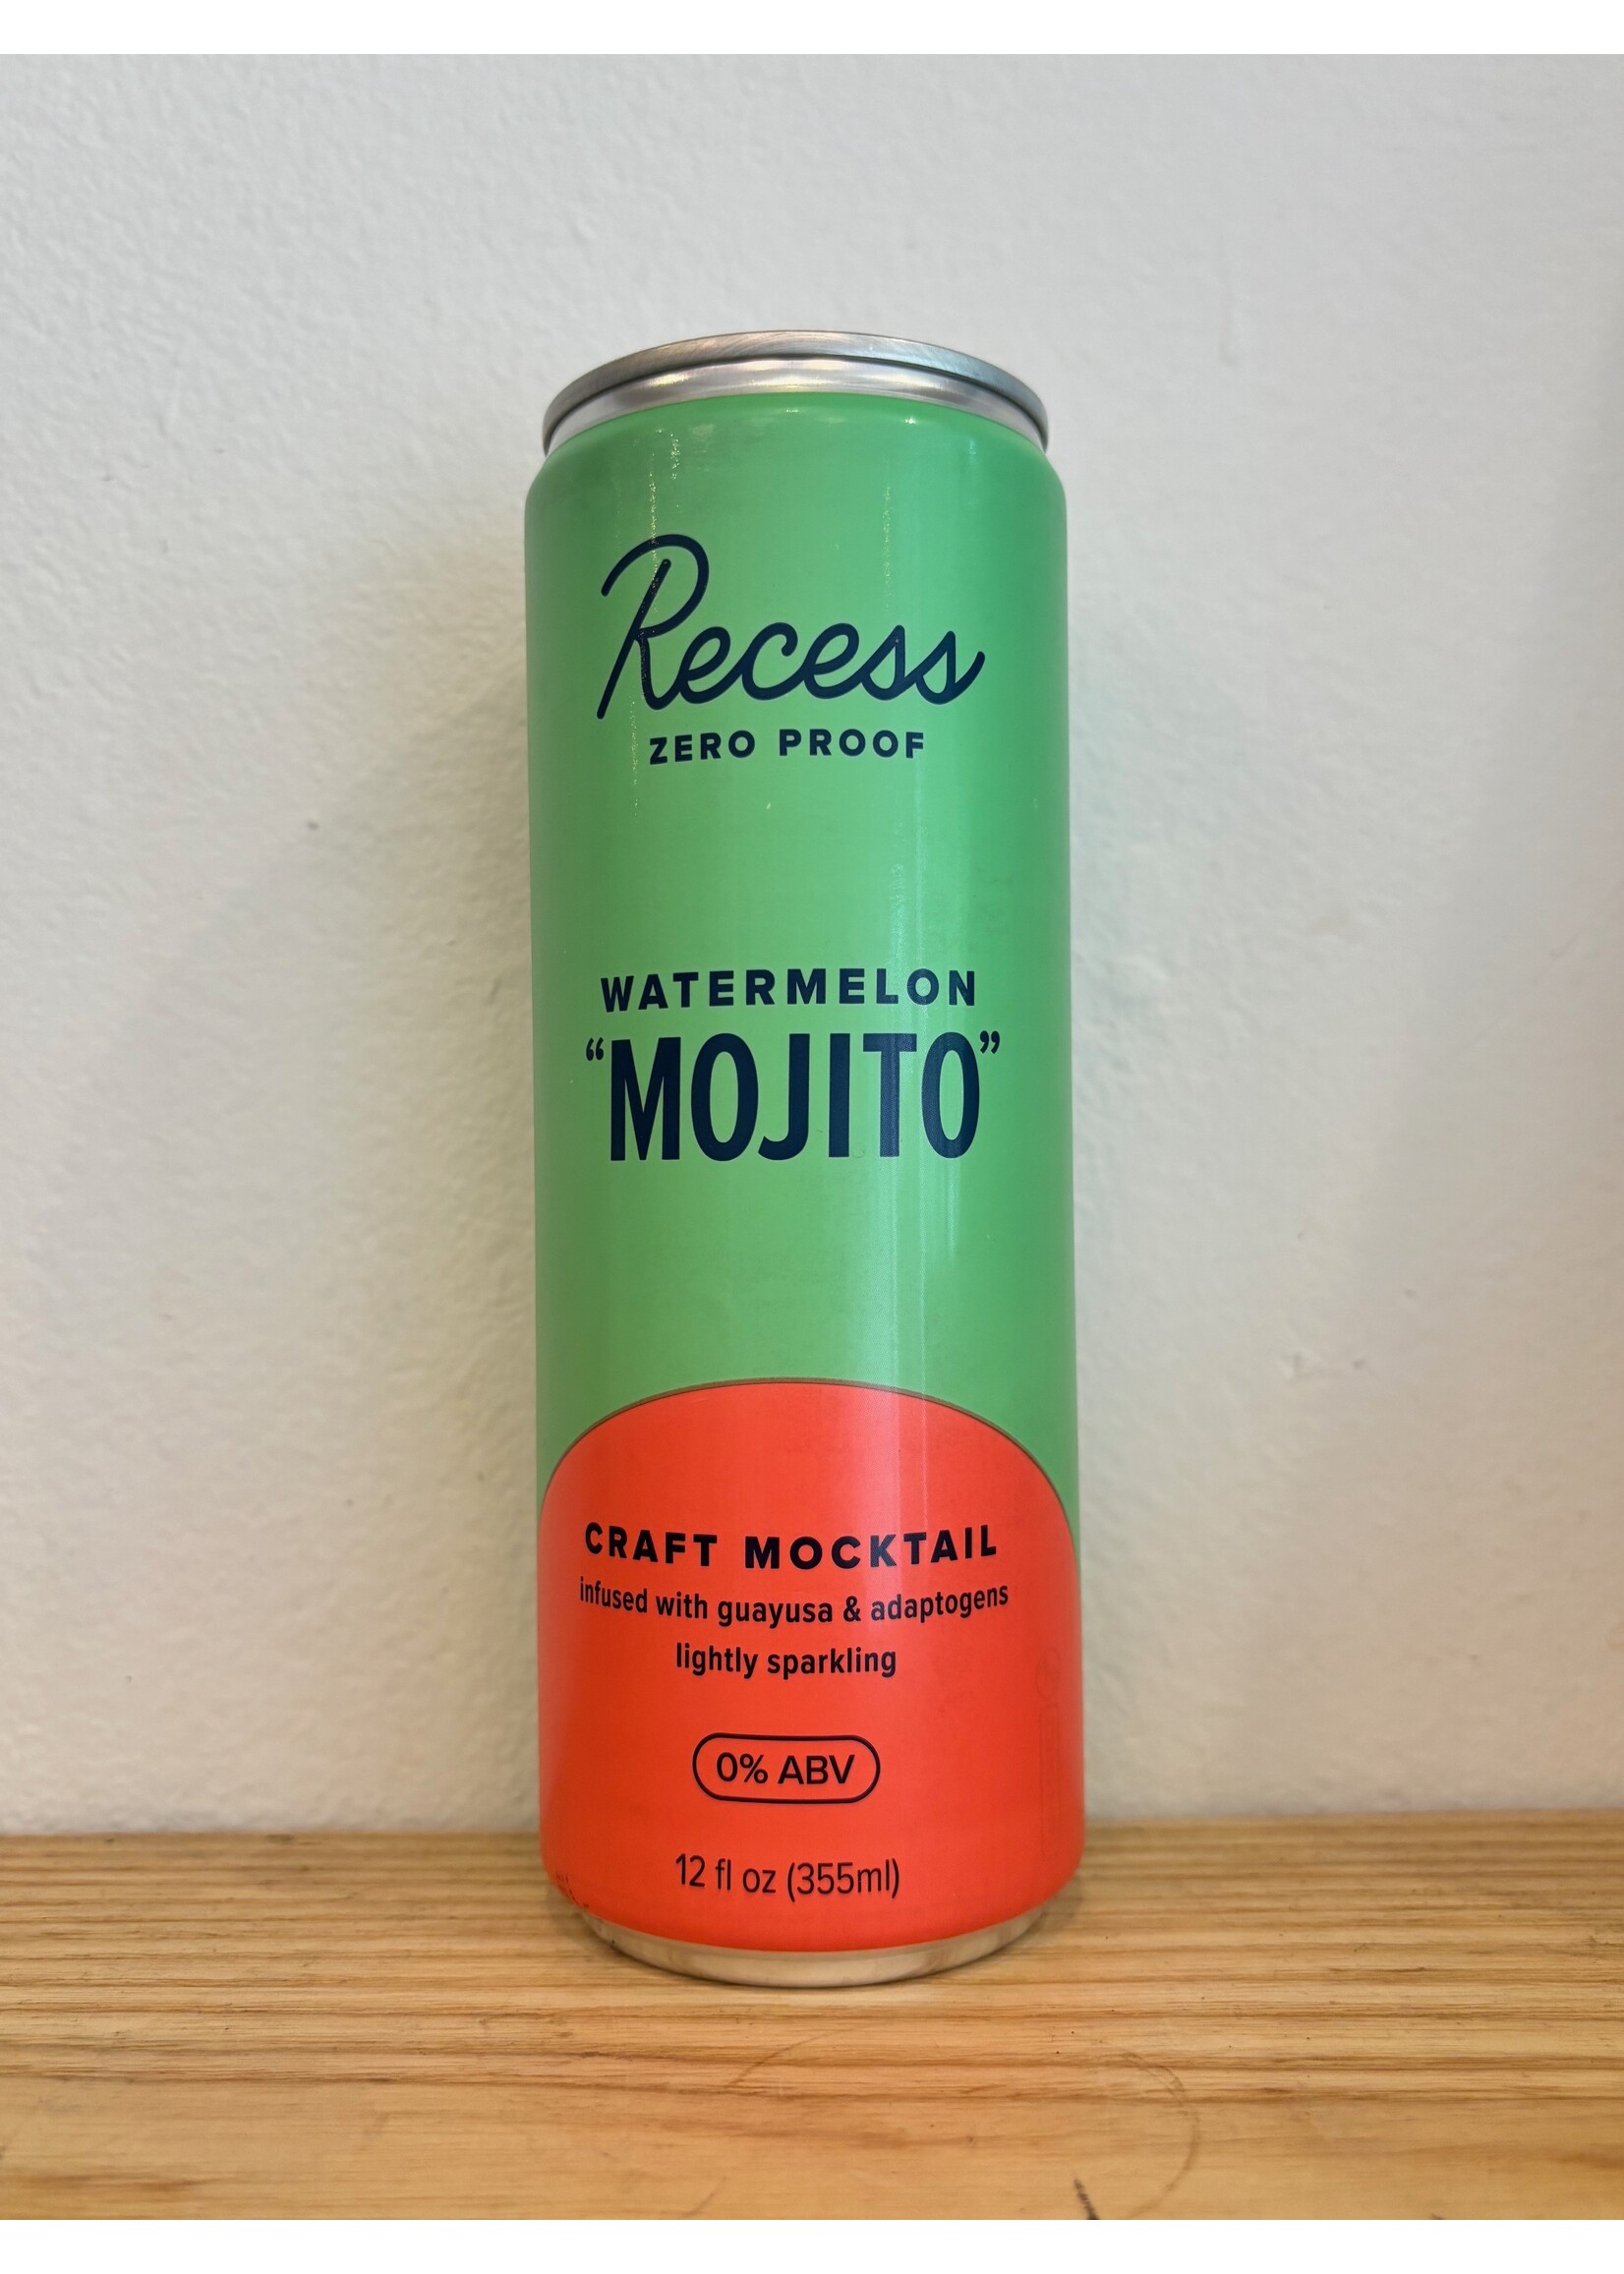 Recess
ZERO PROOF
WATERMELON
“MOJITO”
CRAFT MOCKTAIL
infused with guayusa & adaptogens
lightly sparkling
0% ABV
12 fl oz (355ml)